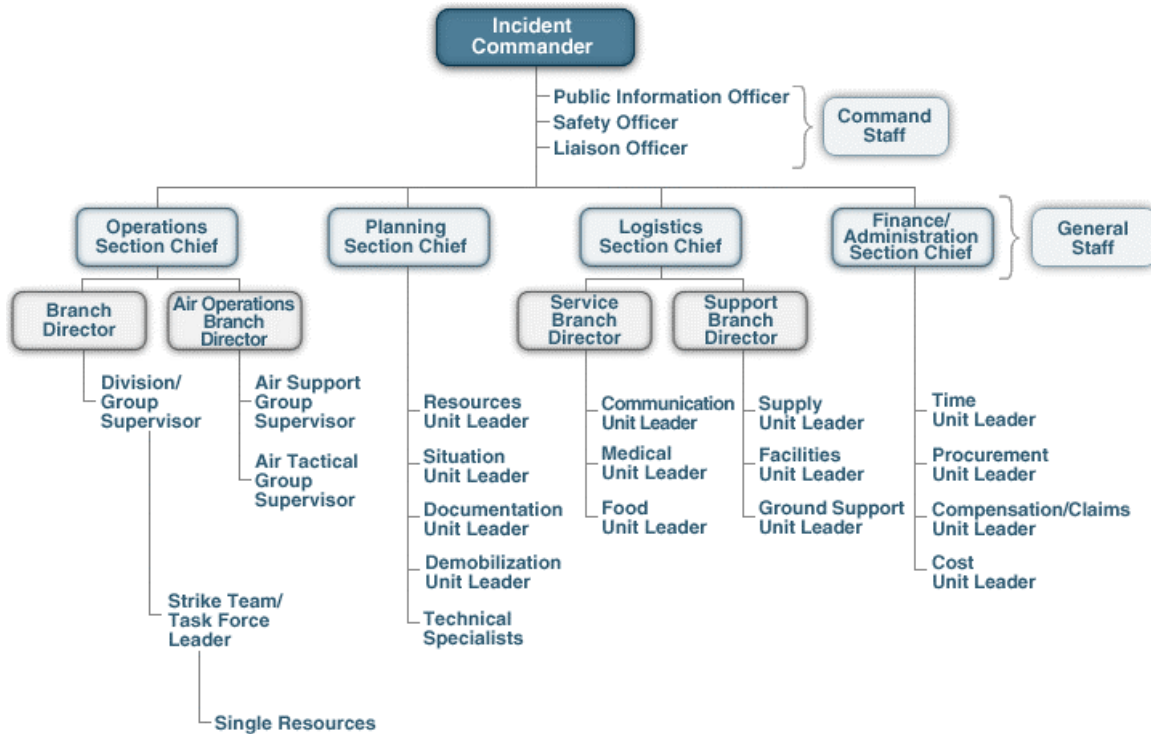 Incident
Commander
Public Information Officer
Safety Officer
Liaison Officer
Command
Staff
Operations
Section Chief
Planning
Section Chief
Logistics
Section Chief
Finance/
Administration
Section Chief
General
Staff
Branch
Director
Air Operations
Branch
Director
Service
Branch
Director
Support
Branch
Director
Division/
Group
Supervisor
Air Support
Group
Supervisor
Air Tactical
Group
Supervisor
Strike Team/
Task Force
Leader
Single Resources
Resources
Unit Leader
Situation
Unit Leader
Documentation
Unit Leader
Demobilization
Unit Leader
Technical
Specialists
Communication
Unit Leader
Medical
Unit Leader
Food
Unit Leader
Supply
Unit Leader
Facilities
Unit Leader
Ground Support
Unit Leader
Time
Unit Leader
Procurement
Unit Leader
Compensation/Claims
Unit Leader
Cost
Unit Leader